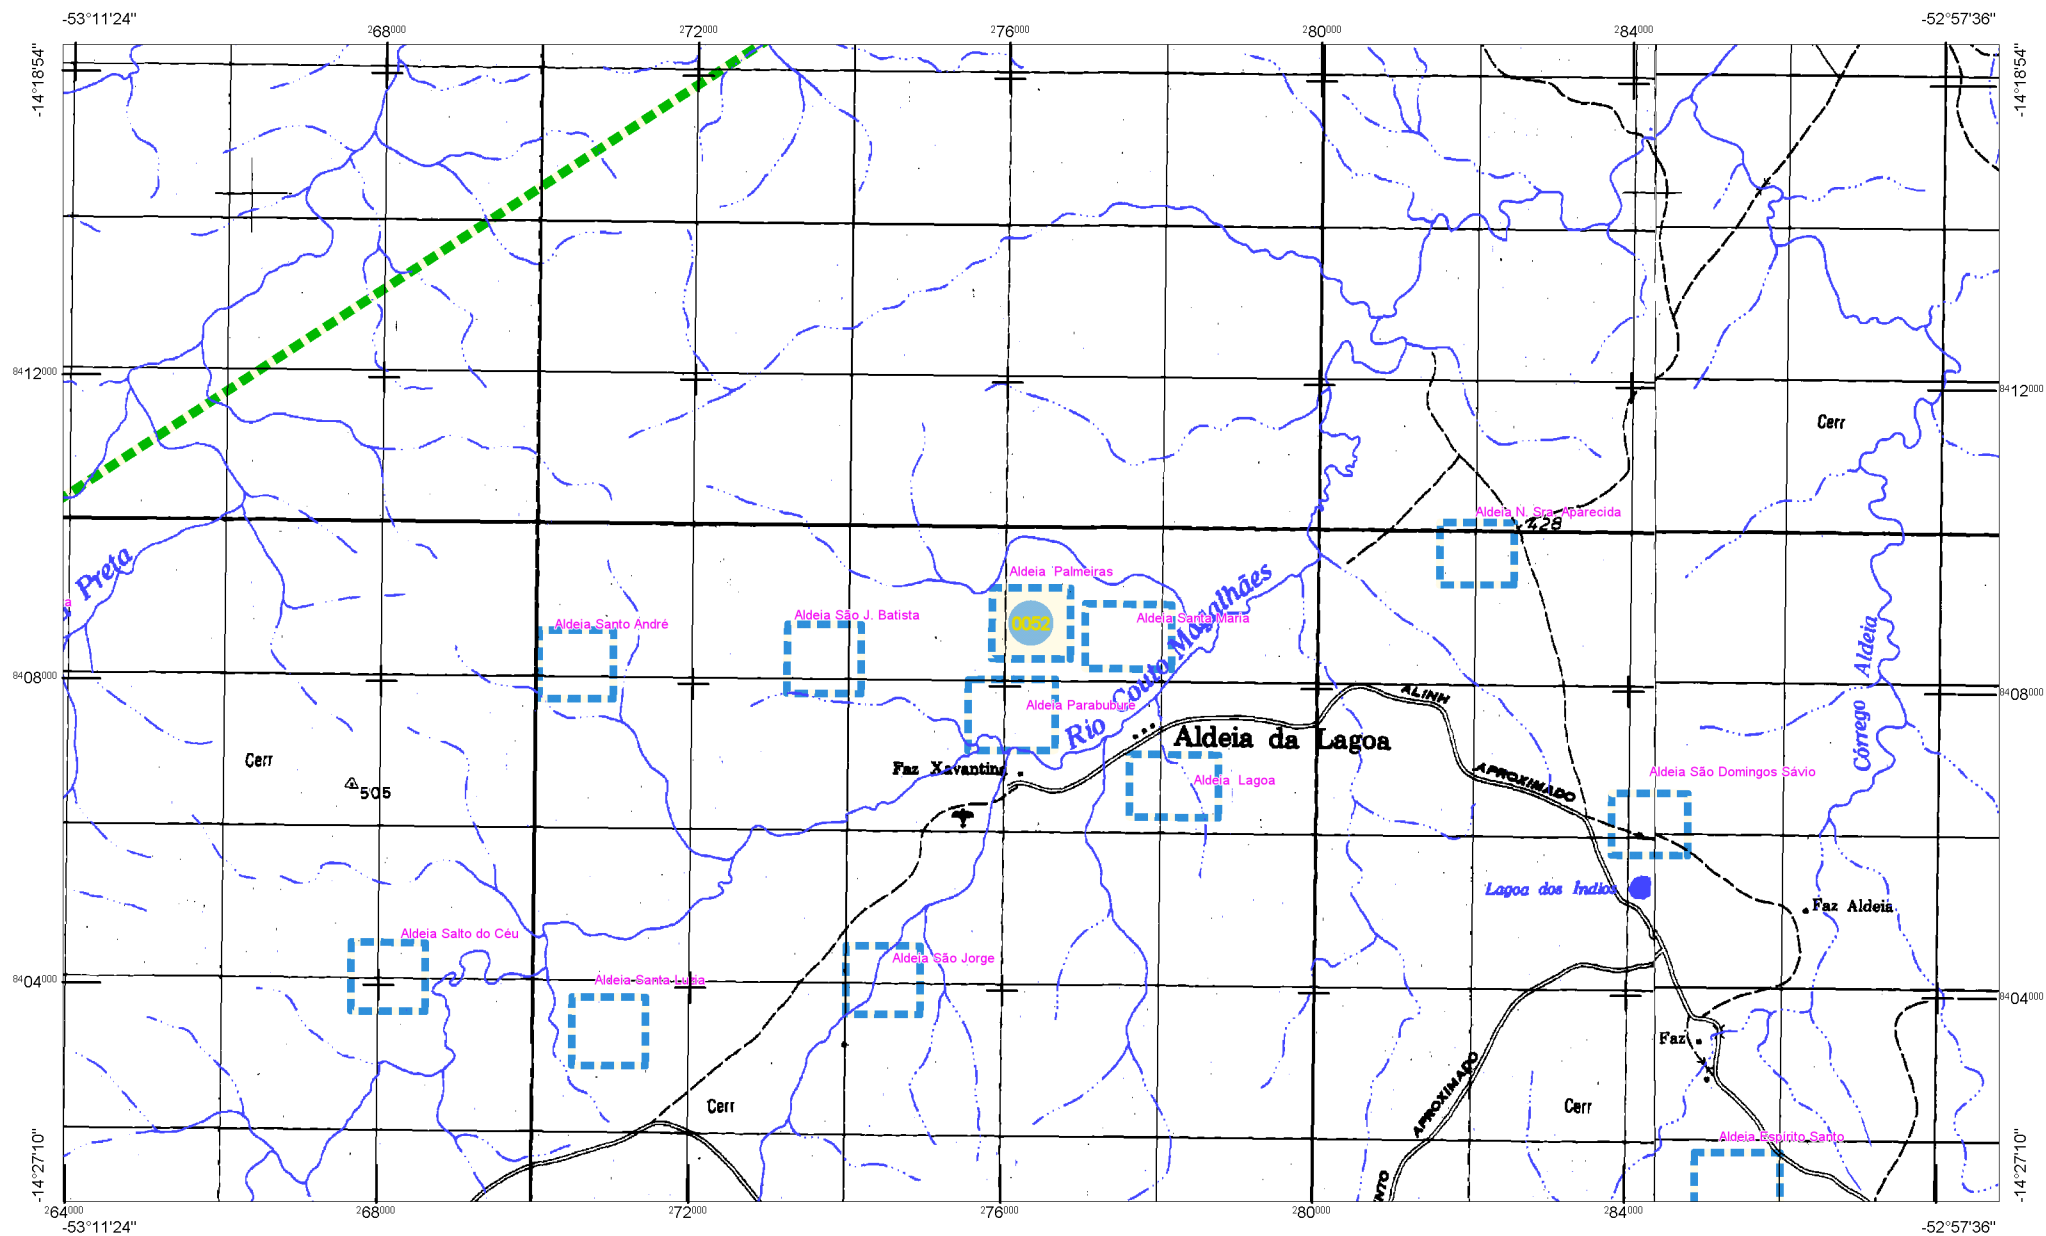 -53°11'24" -52°57'36"
268000 272000 276000 280000 284000
-14°18'54" -14°18'54"
8412000 8412000
Cerr
Aldeia N. Sra. Aparecida
428
Preta
Aldeia Palmeiras
a
Aldeia São J. Batista
Aldeia Santo André
0052
Aldeia Santa Maria
Rio Couto Magalhães
Córrego Aldeia
8408000 8408000
ALINH
Aldeia Parabubure
Aldeia da Lagoa
Cerr
Faz Xavantina
505
Aldeia Lagoa
APROXIMADO
Aldeia São Domingos Sávio
Lagoa dos Índios
Faz Aldeia
Aldeia Salto do Céu
Aldeia São Jorge
Aldeia Santa Luzia
8404000 8404000
Faz
APROXIMADO
Cerr
Cerr
Aldeia Espirito Santo
NTO
-14°27'10" -14°27'10"
264000 268000 272000 276000 280000 284000
-53°11'24" -52°57'36"